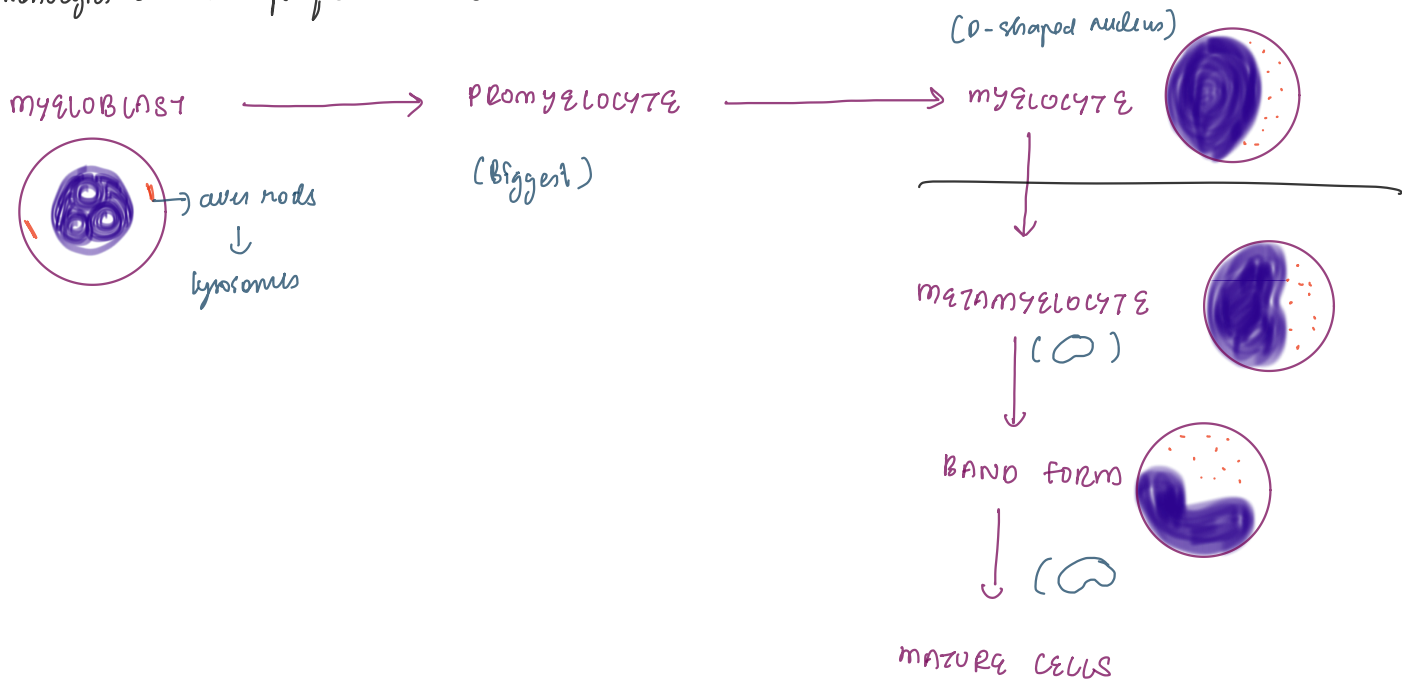 (D-shaped nucleus)
MYELOBLAST PROMYELOCYTE MYELOCYTE
(Biggest)
auer rods
lysosomes
METAMYELOCYTE
BAND FORM
MATURE CELLS